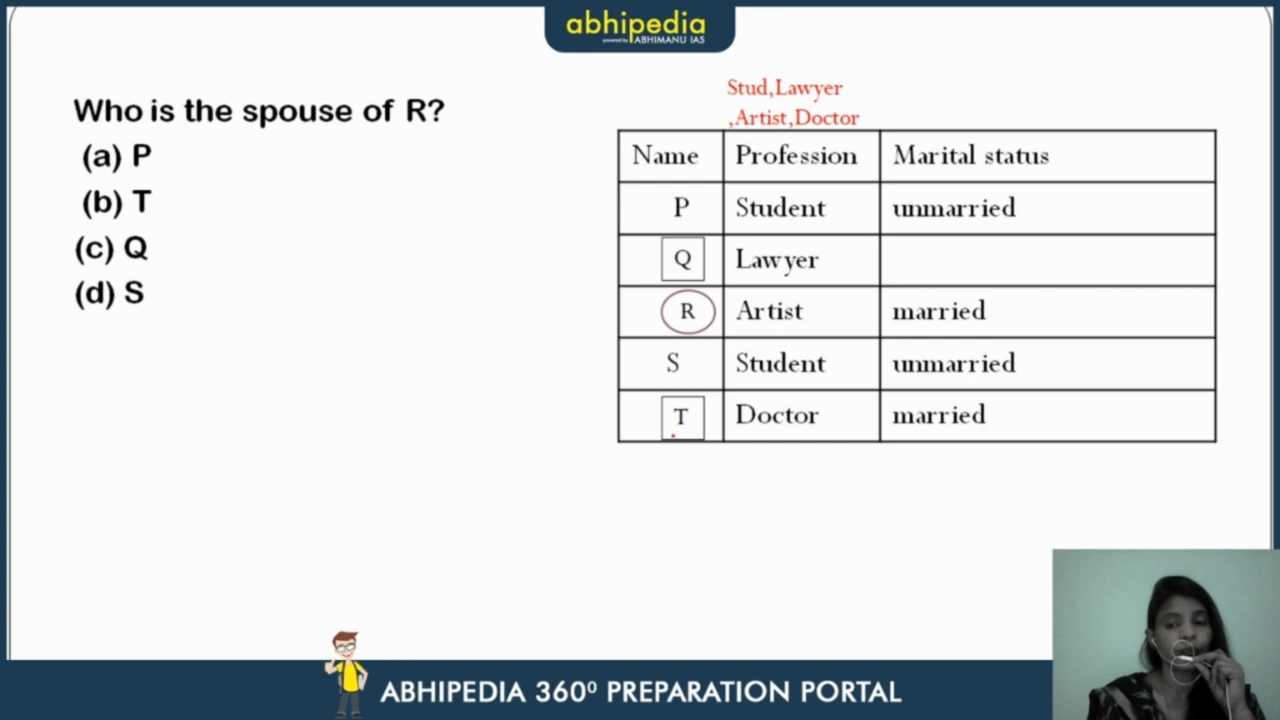 abhipedia
powered by ABHIMANU IAS
Who is the spouse of R?
(a) P
(b) T
(c) Q
(d) S
Stud,Lawyer
,Artist,Doctor
Name Profession Marital status
P Student unmarried
Q Lawyer
R Artist married
S Student unmarried
T Doctor married
ABHIPEDIA 360⁰ PREPARATION PORTAL